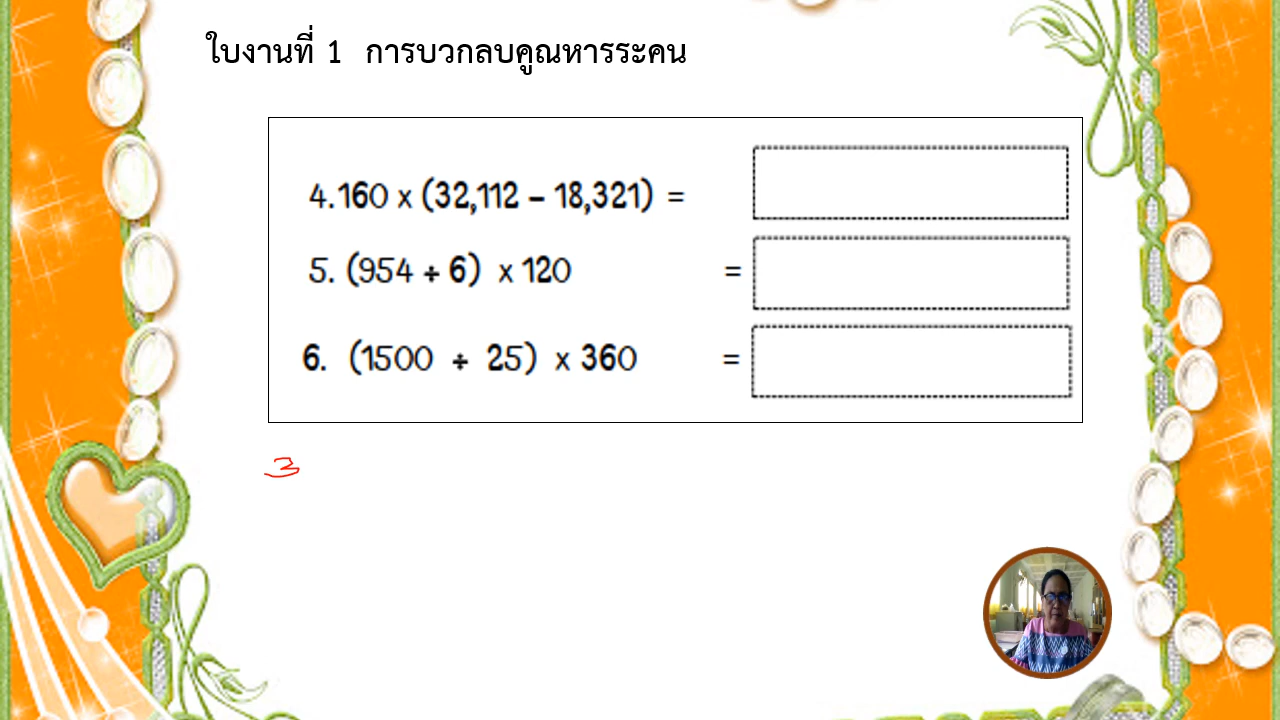 ใบงานที่ 1 การบวกลบคูณหารระคน
4.160 x (32,112 – 18,321) =
5. (954 ÷ 6) x 120 =
6. (1500 ÷ 25) x 360 =
3